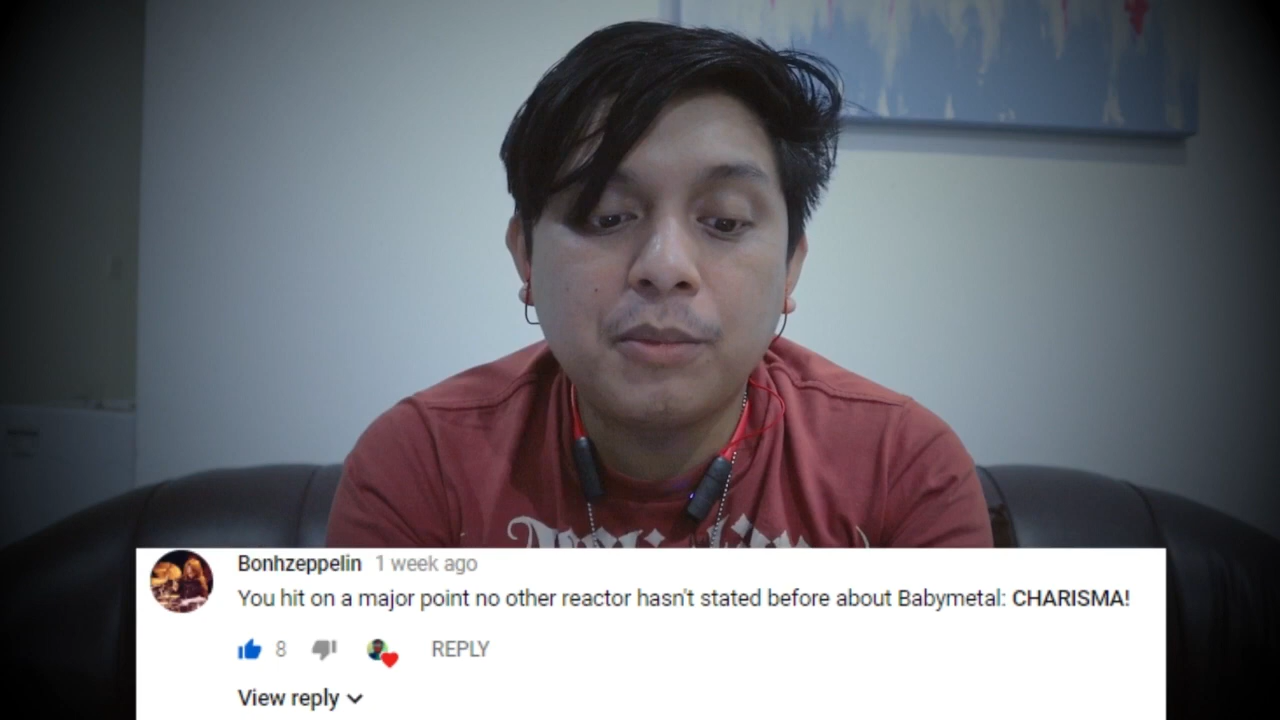 Bonhzeppelin 1 week ago
You hit on a major point no other reactor hasn't stated before about Babymetal: CHARISMA!
8 REPLY
View reply